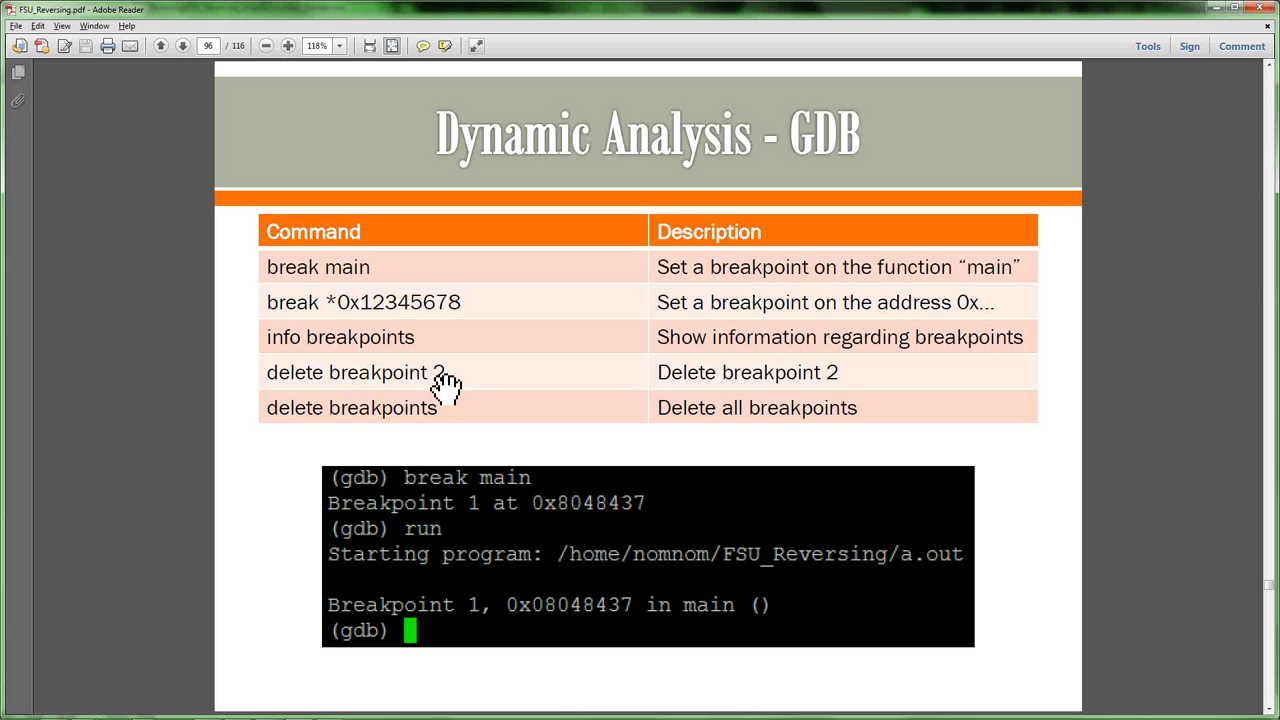 FSU_Reversing.pdf - Adobe Reader
File Edit View Window Help
96 / 116 118% Tools Sign Comment
Dynamic Analysis - GDB
Command Description
break main Set a breakpoint on the function “main”
break *0x12345678 Set a breakpoint on the address 0x...
info breakpoints Show information regarding breakpoints
delete breakpoint 2 Delete breakpoint 2
delete breakpoints Delete all breakpoints
(gdb) break main
Breakpoint 1 at 0x8048437
(gdb) run
Starting program: /home/nomnom/FSU_Reversing/a.out
Breakpoint 1, 0x08048437 in main ()
(gdb)